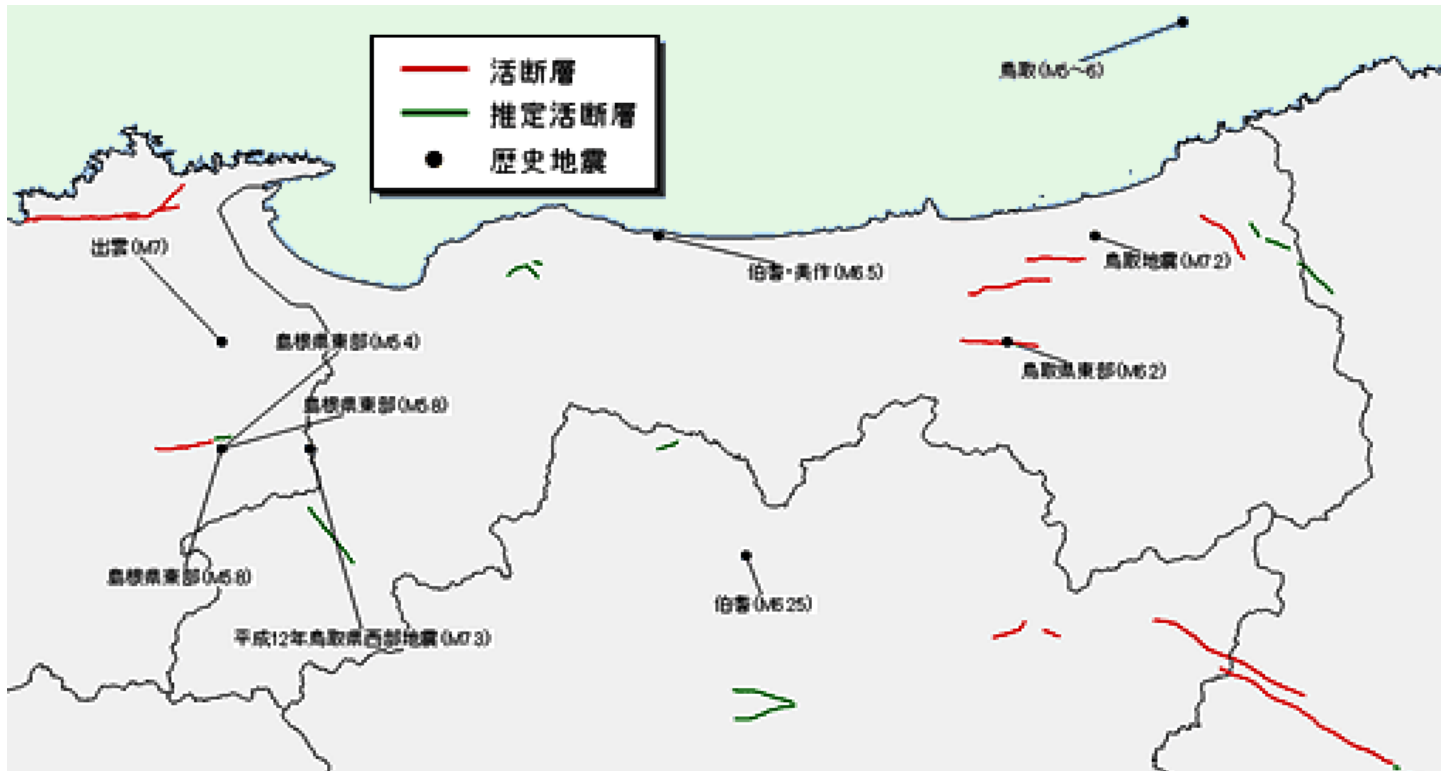 鳥取(M5～6)
活断層
推定活断層
歴史地震
出雲(M7)
伯耆・美作(M6.5)
鳥取地震(M7.2)
島根県東部(M5.4)
鳥取県東部(M6.2)
島根県東部(M5.8)
島根県東部(M5.8)
伯耆(M6.25)
平成12年鳥取県西部地震(M7.3)